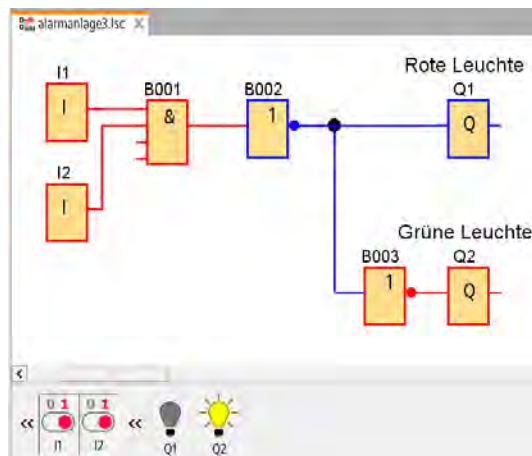 alarmanlage3.lsc X
Rote Leuchte
I1 B001 B002 Q1
I & 1 Q
I2
I
Grüne Leuchte
B003 Q2
1 Q
<
« 0 1 0 1 «
I1 I2 Q1 Q2